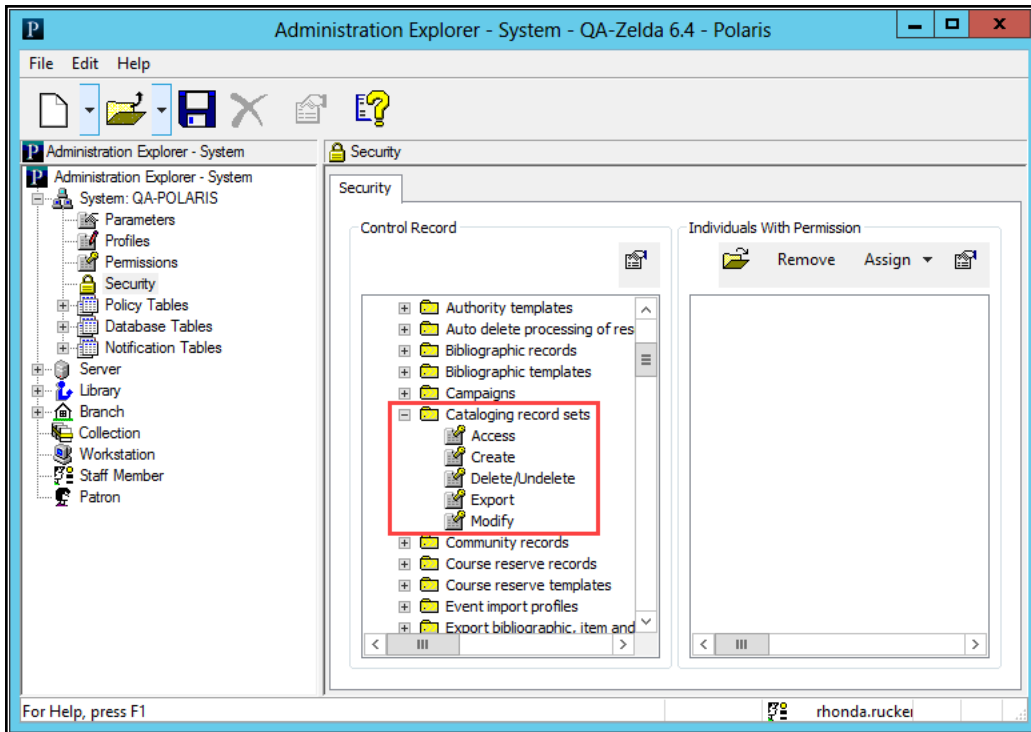 Administration Explorer - System - QA-Zelda 6.4 - Polaris
File Edit Help
Administration Explorer - System
Administration Explorer - System
System: QA-POLARIS
Parameters
Profiles
Permissions
Security
Policy Tables
Database Tables
Notification Tables
Server
Library
Branch
Collection
Workstation
Staff Member
Patron
Security
Security
Control Record
Authority templates
Auto delete processing of res
Bibliographic records
Bibliographic templates
Campaigns
Cataloging record sets
Access
Create
Delete/Undelete
Export
Modify
Community records
Course reserve records
Course reserve templates
Event import profiles
Export bibliographic, item and
Individuals With Permission
Remove Assign
For Help, press F1
rhonda.rucker